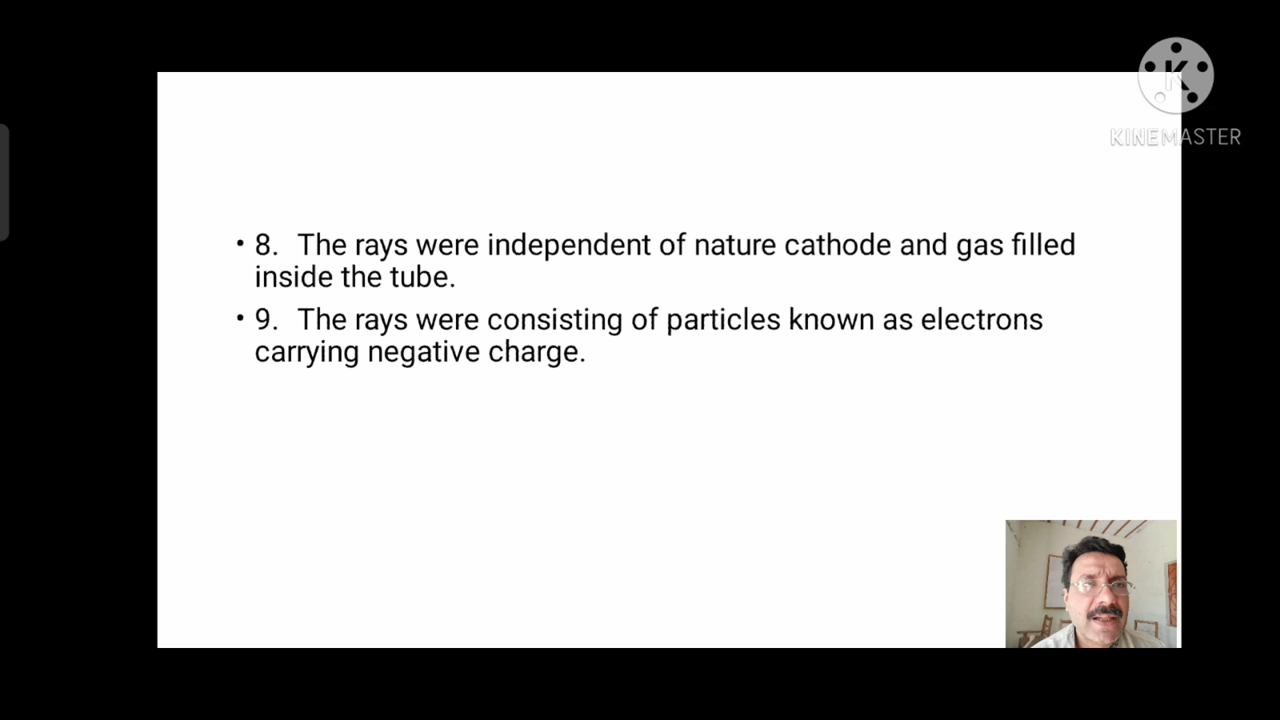 K
KINEMASTER
• 8. The rays were independent of nature cathode and gas filled
inside the tube.
• 9. The rays were consisting of particles known as electrons
carrying negative charge.